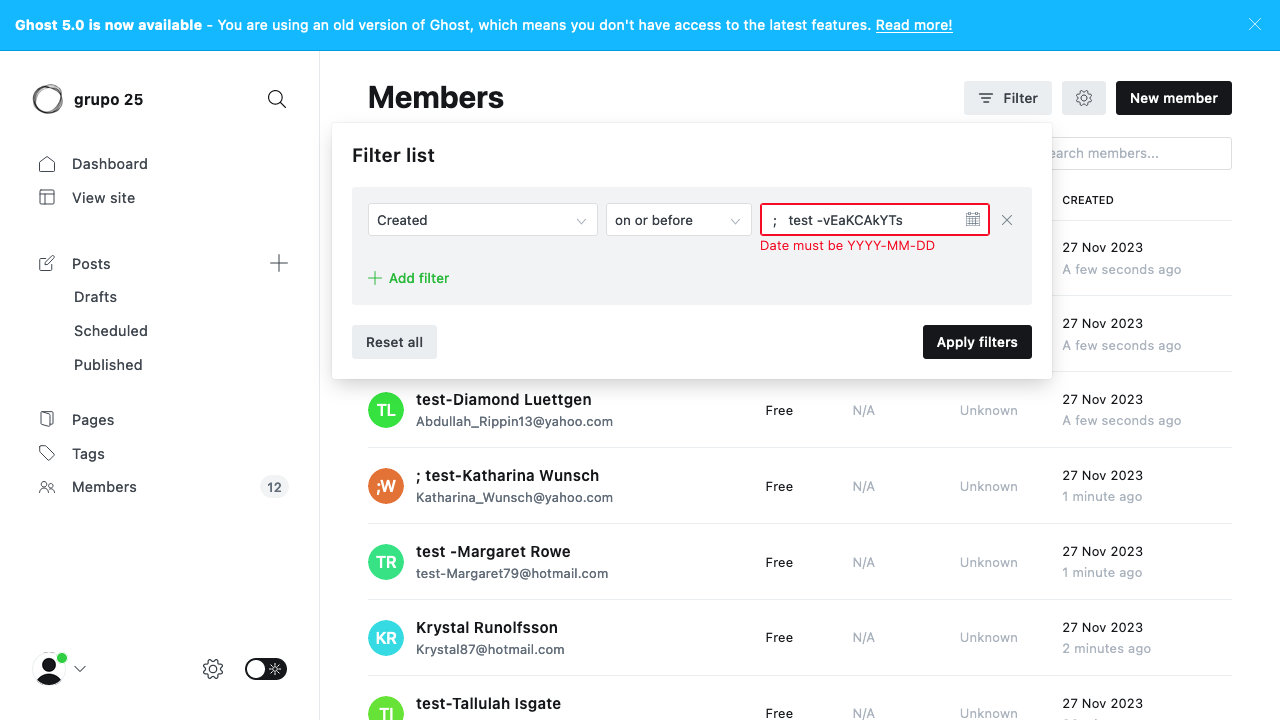 Ghost 5.0 is now available - You are using an old version of Ghost, which means you don't have access to the latest features. Read more!
grupo 25
Dashboard
View site
Posts
Drafts
Scheduled
Published
Pages
Tags
Members 12
Members
Filter
New member
Filter list
earch members...
Created
on or before
; test -vEaKCAkYTs
Date must be YYYY-MM-DD
Add filter
Reset all
Apply filters
CREATED
27 Nov 2023
A few seconds ago
27 Nov 2023
A few seconds ago
TL test-Diamond Luettgen Free N/A Unknown 27 Nov 2023
Abdullah_Rippin13@yahoo.com A few seconds ago
;W ; test-Katharina Wunsch Free N/A Unknown 27 Nov 2023
Katharina_Wunsch@yahoo.com 1 minute ago
TR test -Margaret Rowe Free N/A Unknown 27 Nov 2023
test-Margaret79@hotmail.com 1 minute ago
KR Krystal Runolfsson Free N/A Unknown 27 Nov 2023
Krystal87@hotmail.com 2 minutes ago
TI test-Tallulah Isgate Free N/A Unknown 27 Nov 2023